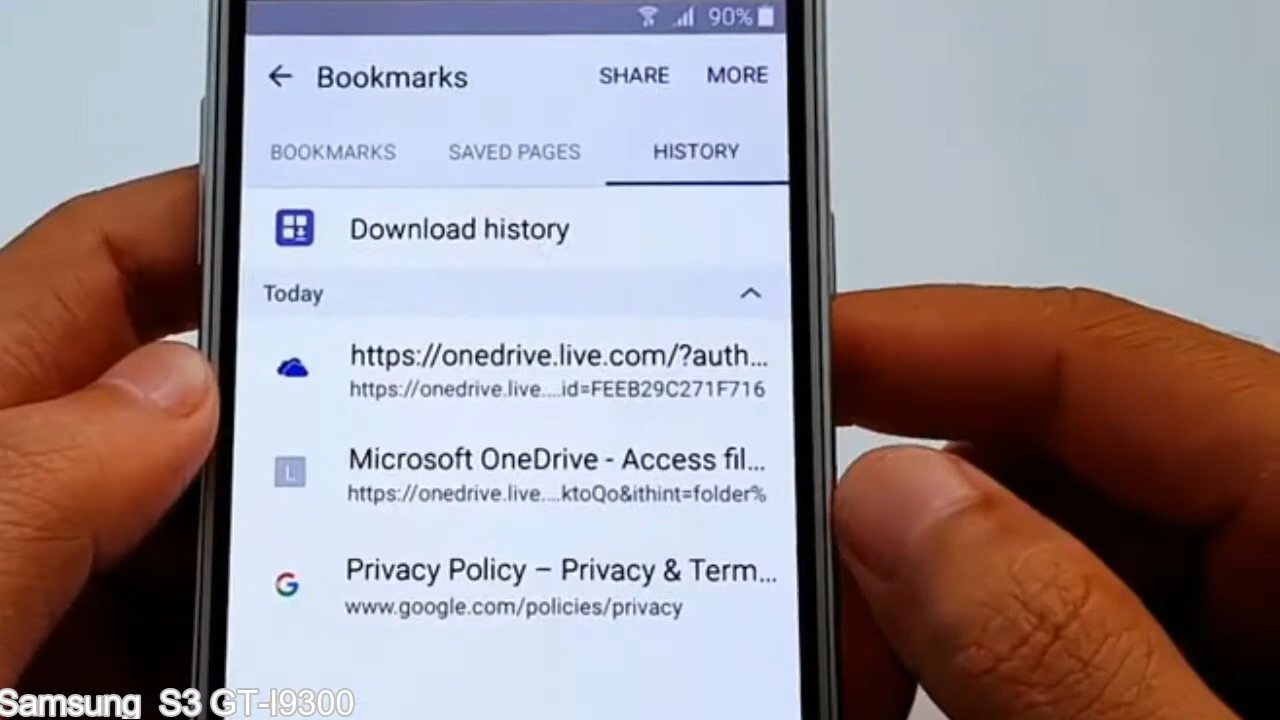 90%
Bookmarks SHARE MORE
BOOKMARKS SAVED PAGES HISTORY
Download history
Today
https://onedrive.live.com/?auth...
https://onedrive.live....id=FEEB29C271F716
L
Microsoft OneDrive - Access fil...
https://onedrive.live....ktoQo&ithint=folder%
G
Privacy Policy – Privacy & Term...
www.google.com/policies/privacy
Samsung S3 GT-I9300